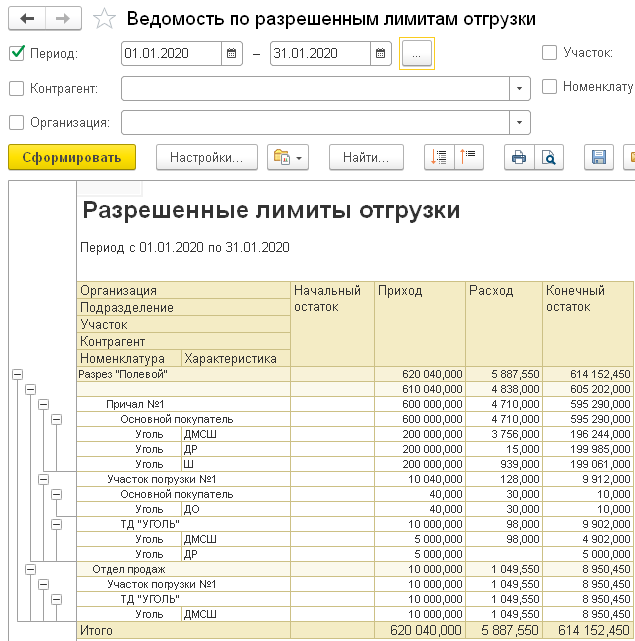 Ведомость по разрешенным лимитам отгрузки
Период: 01.01.2020 – 31.01.2020 ... Участок:
Контрагент: Номенклату
Организация:
Сформировать Настройки... Найти...
Разрешенные лимиты отгрузки
Период с 01.01.2020 по 31.01.2020
Организация Начальный остаток Приход Расход Конечный остаток
Подразделение
Участок
Контрагент
Номенклатура Характеристика
Разрез "Полевой" 620 040,000 5 887,550 614 152,450
610 040,000 4 838,000 605 202,000
Причал №1 600 000,000 4 710,000 595 290,000
Основной покупатель 600 000,000 4 710,000 595 290,000
Уголь ДМСШ 200 000,000 3 756,000 196 244,000
Уголь ДР 200 000,000 15,000 199 985,000
Уголь Ш 200 000,000 939,000 199 061,000
Участок погрузки №1 10 040,000 128,000 9 912,000
Основной покупатель 40,000 30,000 10,000
Уголь ДО 40,000 30,000 10,000
ТД "УГОЛЬ" 10 000,000 98,000 9 902,000
Уголь ДМСШ 5 000,000 98,000 4 902,000
Уголь ДР 5 000,000 5 000,000
Отдел продаж 10 000,000 1 049,550 8 950,450
Участок погрузки №1 10 000,000 1 049,550 8 950,450
ТД "УГОЛЬ" 10 000,000 1 049,550 8 950,450
Уголь ДМСШ 10 000,000 1 049,550 8 950,450
Итого 620 040,000 5 887,550 614 152,450